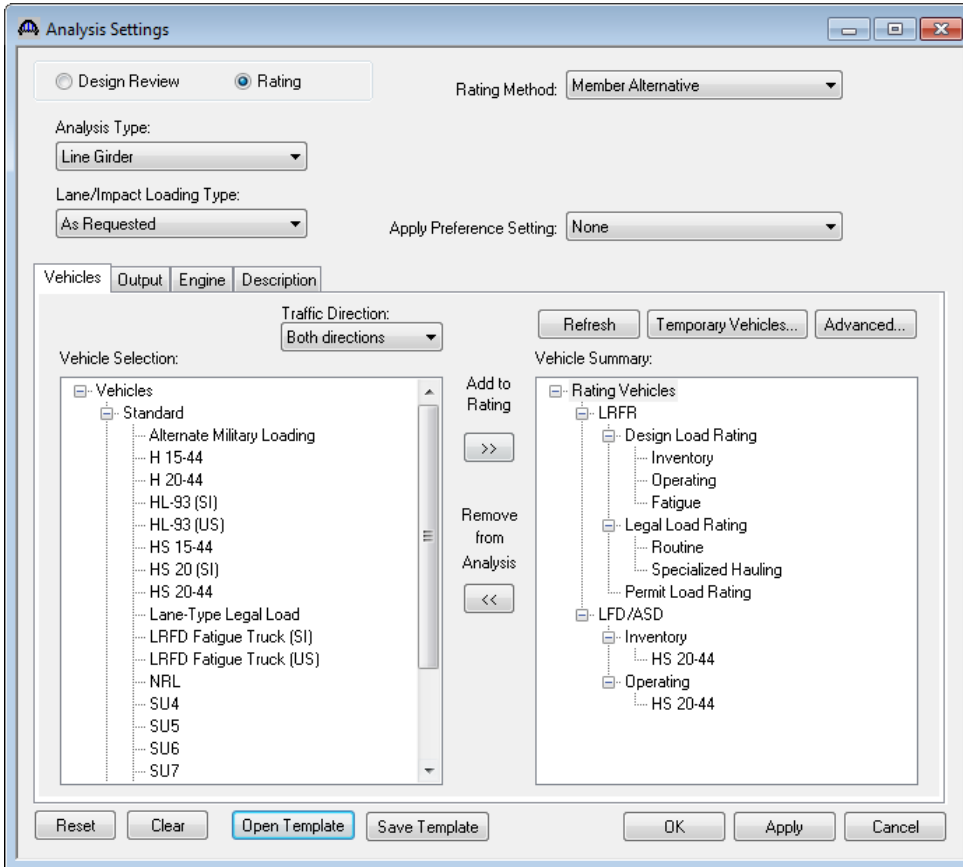 Analysis Settings
Design Review
Rating
Rating Method:
Member Alternative
Analysis Type:
Line Girder
Lane/Impact Loading Type:
As Requested
Apply Preference Setting:
None
Vehicles
Output
Engine
Description
Traffic Direction:
Both directions
Refresh
Temporary Vehicles...
Advanced...
Vehicle Selection:
Vehicles
Standard
Alternate Military Loading
H 15-44
H 20-44
HL-93 (SI)
HL-93 (US)
HS 15-44
HS 20 (SI)
HS 20-44
Lane-Type Legal Load
LRFD Fatigue Truck (SI)
LRFD Fatigue Truck (US)
NRL
SU4
SU5
SU6
SU7
Add to
Rating
>>
Remove
from
Analysis
<<
Vehicle Summary:
Rating Vehicles
LRFR
Design Load Rating
Inventory
Operating
Fatigue
Legal Load Rating
Routine
Specialized Hauling
Permit Load Rating
LFD/ASD
Inventory
HS 20-44
Operating
HS 20-44
Reset
Clear
Open Template
Save Template
OK
Apply
Cancel